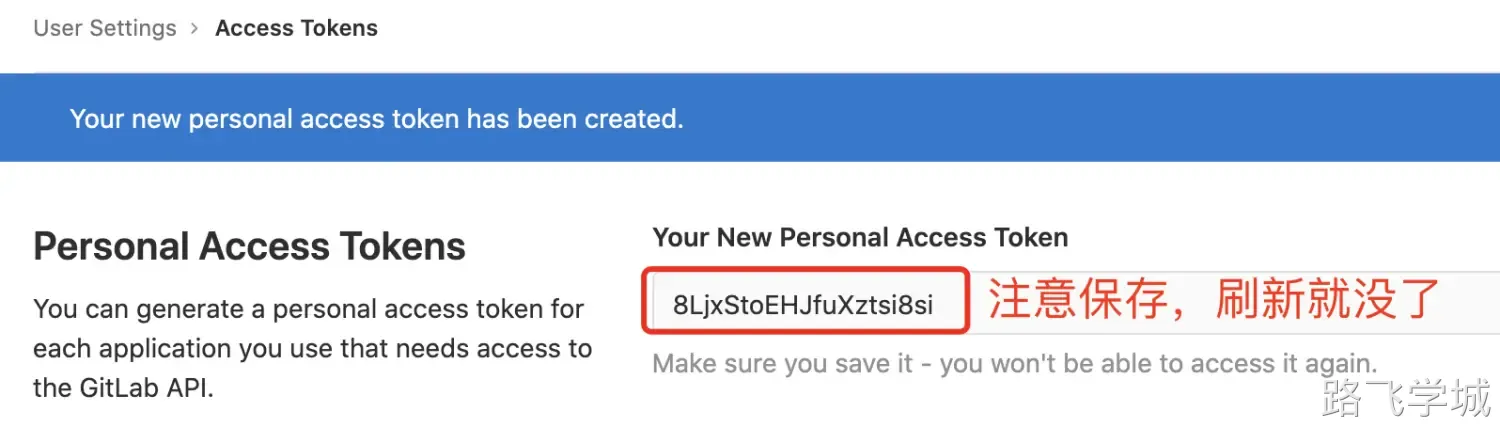 User Settings › Access Tokens
Your new personal access token has been created.
Personal Access Tokens
You can generate a personal access token for
each application you use that needs access to
the GitLab API.
Your New Personal Access Token
8LjxStoEHJfuXztsi8si 注意保存，刷新就没了
Make sure you save it - you won't be able to access it again.
路飞学城